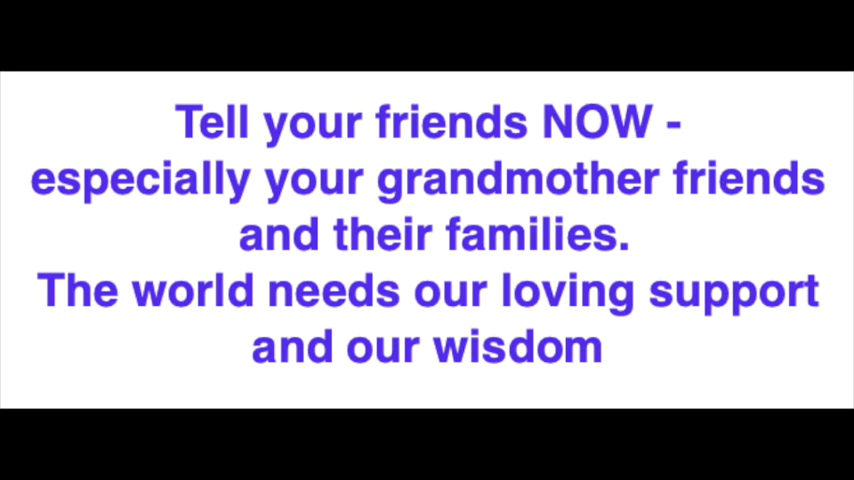 Tell your friends NOW -
especially your grandmother friends
and their families.
The world needs our loving support
and our wisdom